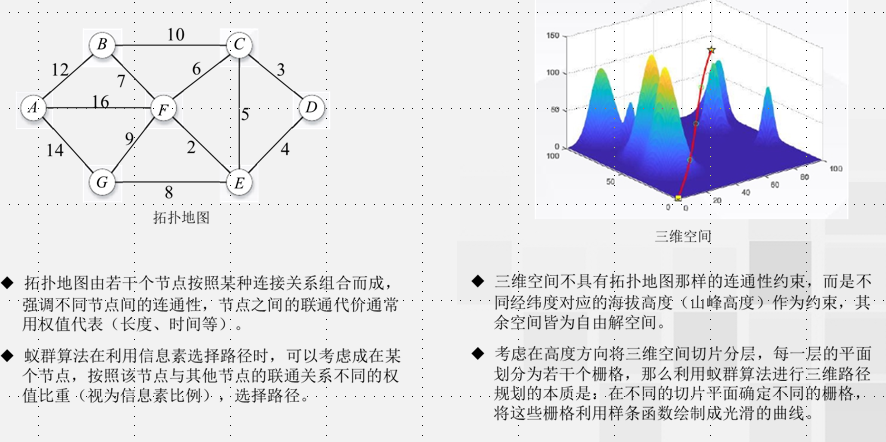 B
10
C
12
7
6
3
A
16
F
5
D
14
9
2
4
G
8
E
拓扑地图
150
100
50
0
100
50
0
0
20
40
60
80
100
三维空间
◆ 拓扑地图由若干个节点按照某种连接关系组合而成，
强调不同节点间的连通性，节点之间的联通代价通常
用权值代表（长度、时间等）。
◆ 蚁群算法在利用信息素选择路径时，可以考虑成在某
个节点，按照该节点与其他节点的联通关系不同的权
值比重（视为信息素比例），选择路径。
◆ 三维空间不具有拓扑地图那样的连通性约束，而是不
同经纬度对应的海拔高度（山峰高度）作为约束，其
余空间皆为自由解空间。
◆ 考虑在高度方向将三维空间切片分层，每一层的平面
划分为若干个栅格，那么利用蚁群算法进行三维路径
规划的本质是：在不同的切片平面确定不同的栅格，
将这些栅格利用样条函数绘制成光滑的曲线。